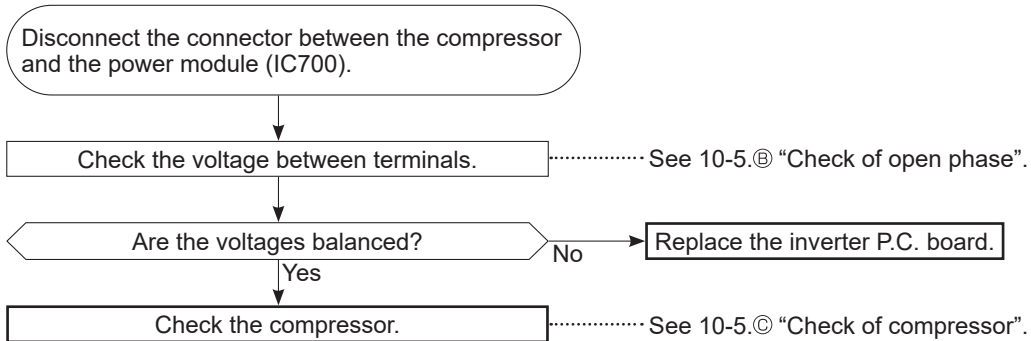 Disconnect the connector between the compressor
and the power module (IC700).
Check the voltage between terminals.
See 10-5.Ⓑ “Check of open phase”.
Are the voltages balanced?
No
Replace the inverter P.C. board.
Yes
Check the compressor.
See 10-5.Ⓒ “Check of compressor”.